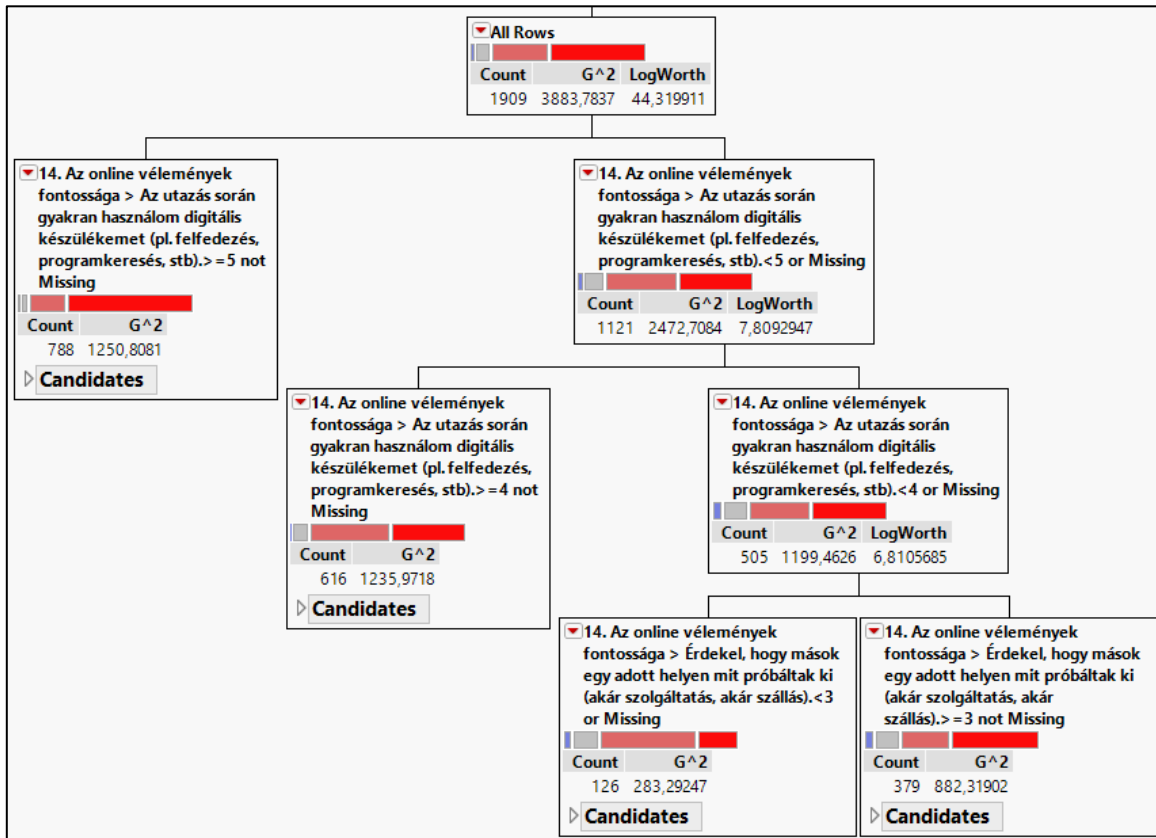 All Rows
Count G^2 LogWorth
1909 3883,7837 44,319911
14. Az online vélemények
fontossága > Az utazás során
gyakran használom digitális
készülékemet (pl. felfedezés,
programkeresés, stb).>=5 not
Missing
Count G^2
788 1250,8081
Candidates
14. Az online vélemények
fontossága > Az utazás során
gyakran használom digitális
készülékemet (pl. felfedezés,
programkeresés, stb).<5 or Missing
Count G^2 LogWorth
1121 2472,7084 7,8092947
14. Az online vélemények
fontossága > Az utazás során
gyakran használom digitális
készülékemet (pl. felfedezés,
programkeresés, stb).>=4 not
Missing
Count G^2
616 1235,9718
Candidates
14. Az online vélemények
fontossága > Az utazás során
gyakran használom digitális
készülékemet (pl. felfedezés,
programkeresés, stb).<4 or Missing
Count G^2 LogWorth
505 1199,4626 6,8105685
14. Az online vélemények
fontossága > Érdekel, hogy mások
egy adott helyen mit próbáltak ki
(akár szolgáltatás, akár szállás).<3
or Missing
Count G^2
126 283,29247
Candidates
14. Az online vélemények
fontossága > Érdekel, hogy mások
egy adott helyen mit próbáltak ki
(akár szolgáltatás, akár
szállás).>=3 not Missing
Count G^2
379 882,31902
Candidates